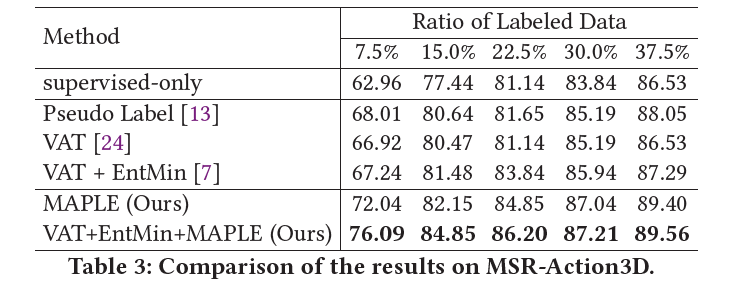 Method Ratio of Labeled Data
7.5% 15.0% 22.5% 30.0% 37.5%
supervised-only 62.96 77.44 81.14 83.84 86.53
Pseudo Label [13] 68.01 80.64 81.65 85.19 88.05
VAT [24] 66.92 80.47 81.14 85.19 86.53
VAT + EntMin [7] 67.24 81.48 83.84 85.94 87.29
MAPLE (Ours) 72.04 82.15 84.85 87.04 89.40
VAT+EntMin+MAPLE (Ours) 76.09 84.85 86.20 87.21 89.56
Table 3: Comparison of the results on MSR-Action3D.